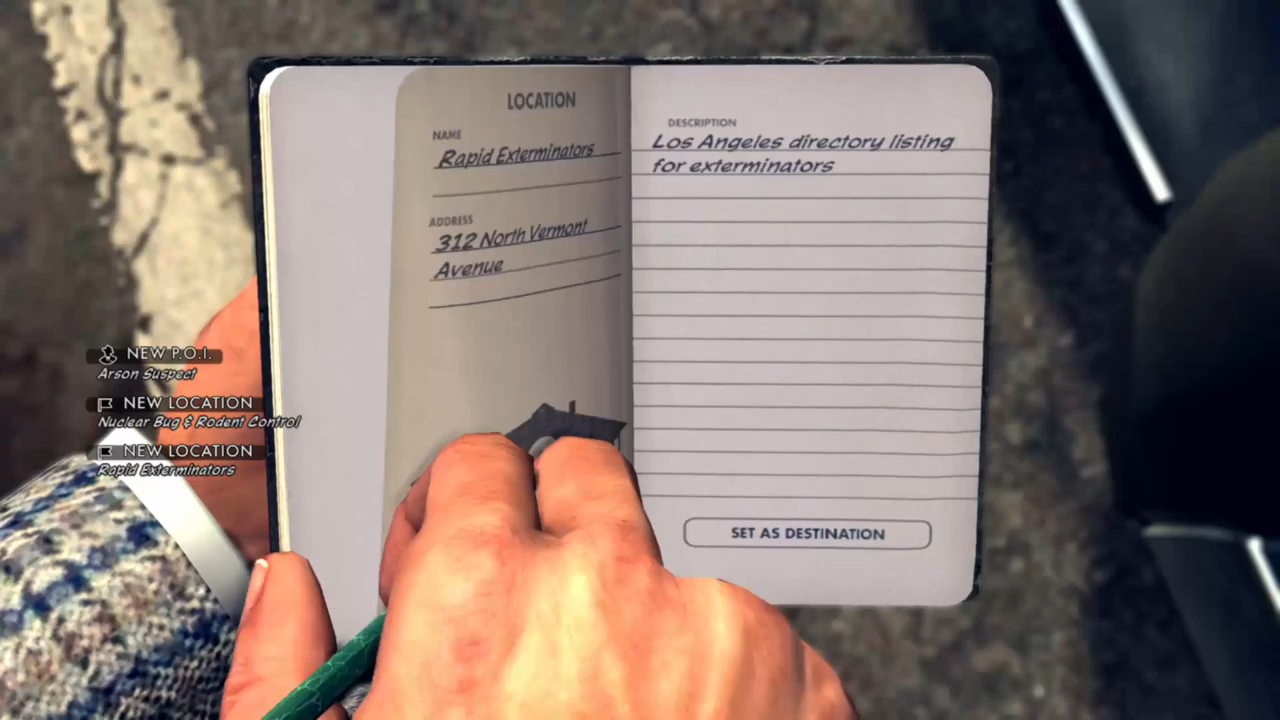 LOCATION
NAME
Rapid Exterminators
ADDRESS
312 North Vermont
Avenue
DESCRIPTION
Los Angeles directory listing
for exterminators
SET AS DESTINATION
NEW P.O.I.
Arson Suspect
NEW LOCATION
Nuclear Bug & Rodent Control
NEW LOCATION
Rapid Exterminators